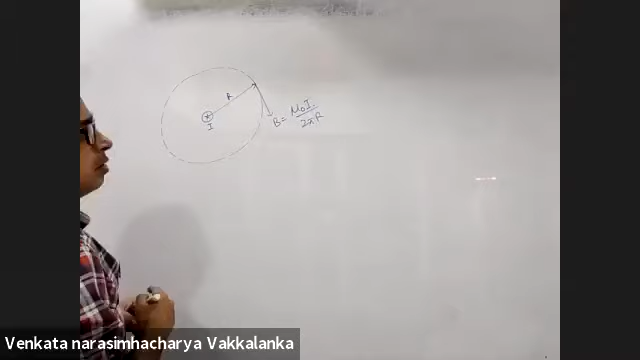 R
I
B = μ₀I / 2πR
Venkata narasimhacharya Vakkalanka